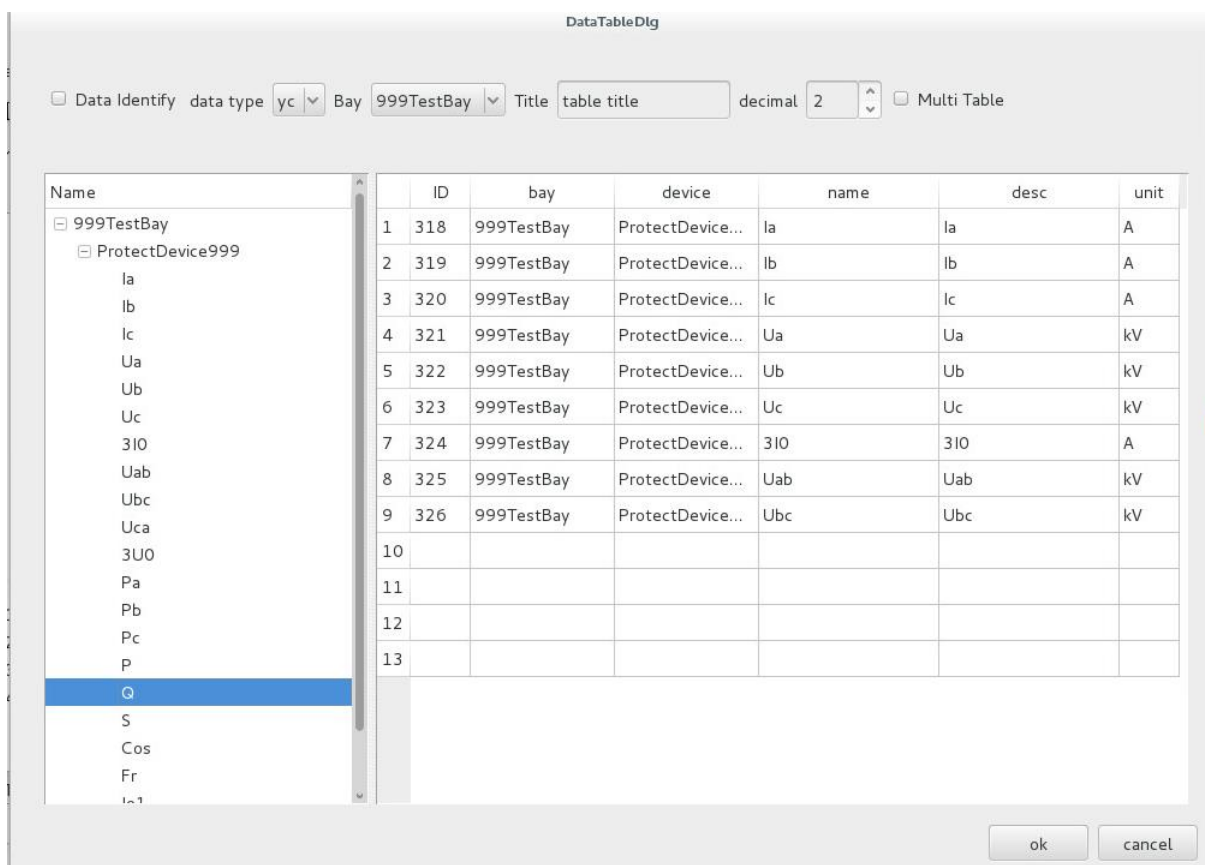 DataTableDlg
Data Identify data type yc Bay 999TestBay Title table title decimal 2 Multi Table
Name
999TestBay
ProtectDevice999
Ia
Ib
Ic
Ua
Ub
Uc
3I0
Uab
Ubc
Uca
3U0
Pa
Pb
Pc
P
Q
S
Cos
Fr
ID bay device name desc unit
1 318 999TestBay ProtectDevice... Ia Ia A
2 319 999TestBay ProtectDevice... Ib Ib A
3 320 999TestBay ProtectDevice... Ic Ic A
4 321 999TestBay ProtectDevice... Ua Ua kV
5 322 999TestBay ProtectDevice... Ub Ub kV
6 323 999TestBay ProtectDevice... Uc Uc kV
7 324 999TestBay ProtectDevice... 3I0 3I0 A
8 325 999TestBay ProtectDevice... Uab Uab kV
9 326 999TestBay ProtectDevice... Ubc Ubc kV
10
11
12
13
ok cancel